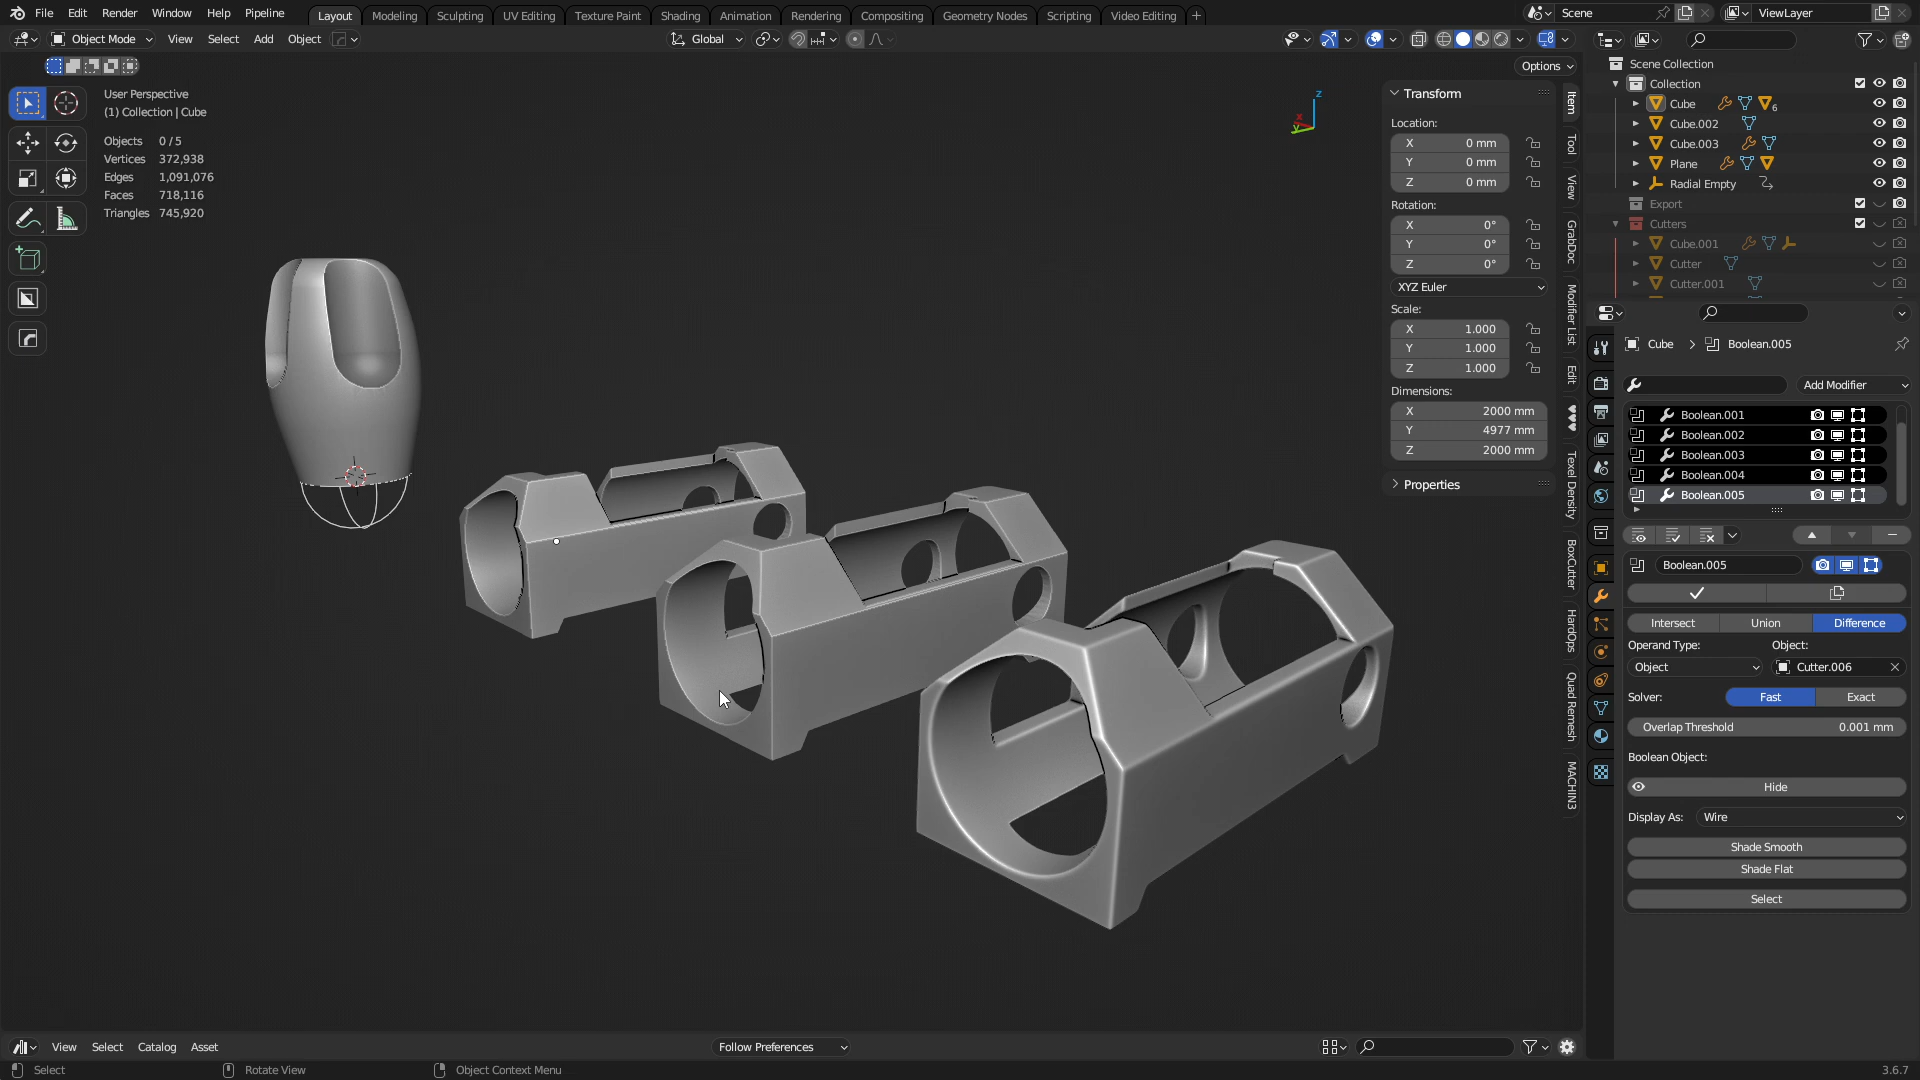 File Edit Render Window Help Pipeline Layout Modeling Sculpting UV Editing Texture Paint Shading Animation Rendering Compositing Geometry Nodes Scripting Video Editing + Scene ViewLayer
Object Mode View Select Add Object Global
Options
User Perspective
(1) Collection | Cube
Objects 0 / 5
Vertices 372,938
Edges 1,091,076
Faces 718,116
Triangles 745,920
Z
X
Y
Transform
Location:
X 0 mm
Y 0 mm
Z 0 mm
Rotation:
X 0°
Y 0°
Z 0°
XYZ Euler
Scale:
X 1.000
Y 1.000
Z 1.000
Dimensions:
X 2000 mm
Y 4977 mm
Z 2000 mm
Properties
Item
Tool
View
GrabDoc
Modifier List
Edit
Texel Density
BoxCutter
HardOps
Quad Remesh
MACHIN3
Scene Collection
Collection
Cube 6
Cube.002
Cube.003
Plane
Radial Empty
Export
Cutters
Cube.001
Cutter
Cutter.001
Cube > Boolean.005
Add Modifier
Boolean.001
Boolean.002
Boolean.003
Boolean.004
Boolean.005
Boolean.005
Intersect Union Difference
Operand Type: Object:
Object Cutter.006
Solver: Fast Exact
Overlap Threshold 0.001 mm
Boolean Object:
Hide
Display As: Wire
Shade Smooth
Shade Flat
Select
View Select Catalog Asset Follow Preferences
Select Rotate View Object Context Menu 3.6.7